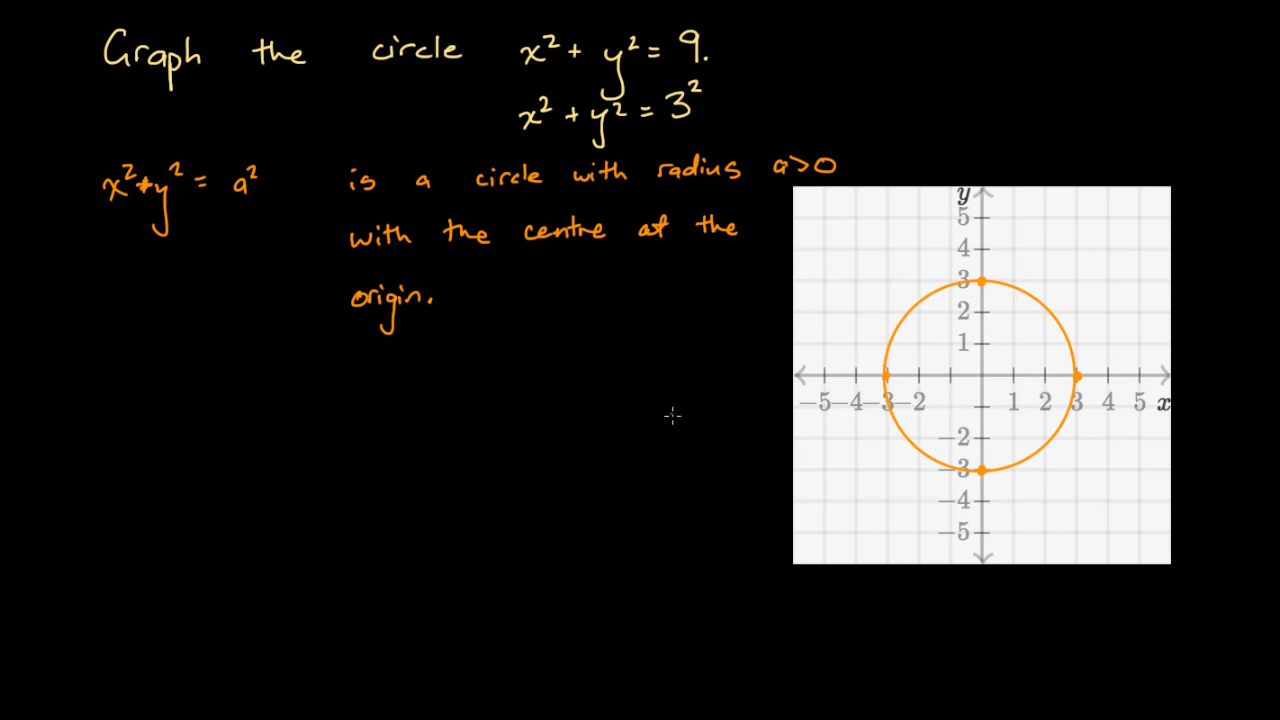 Graph the circle x² + y² = 9.
x² + y² = 3²
x² + y² = a² is a circle with radius a>0
with the centre at the
origin.
y
5
4
3
2
1
−5 −4 −3 −2 1 2 3 4 5 x
−2
−3
−4
−5